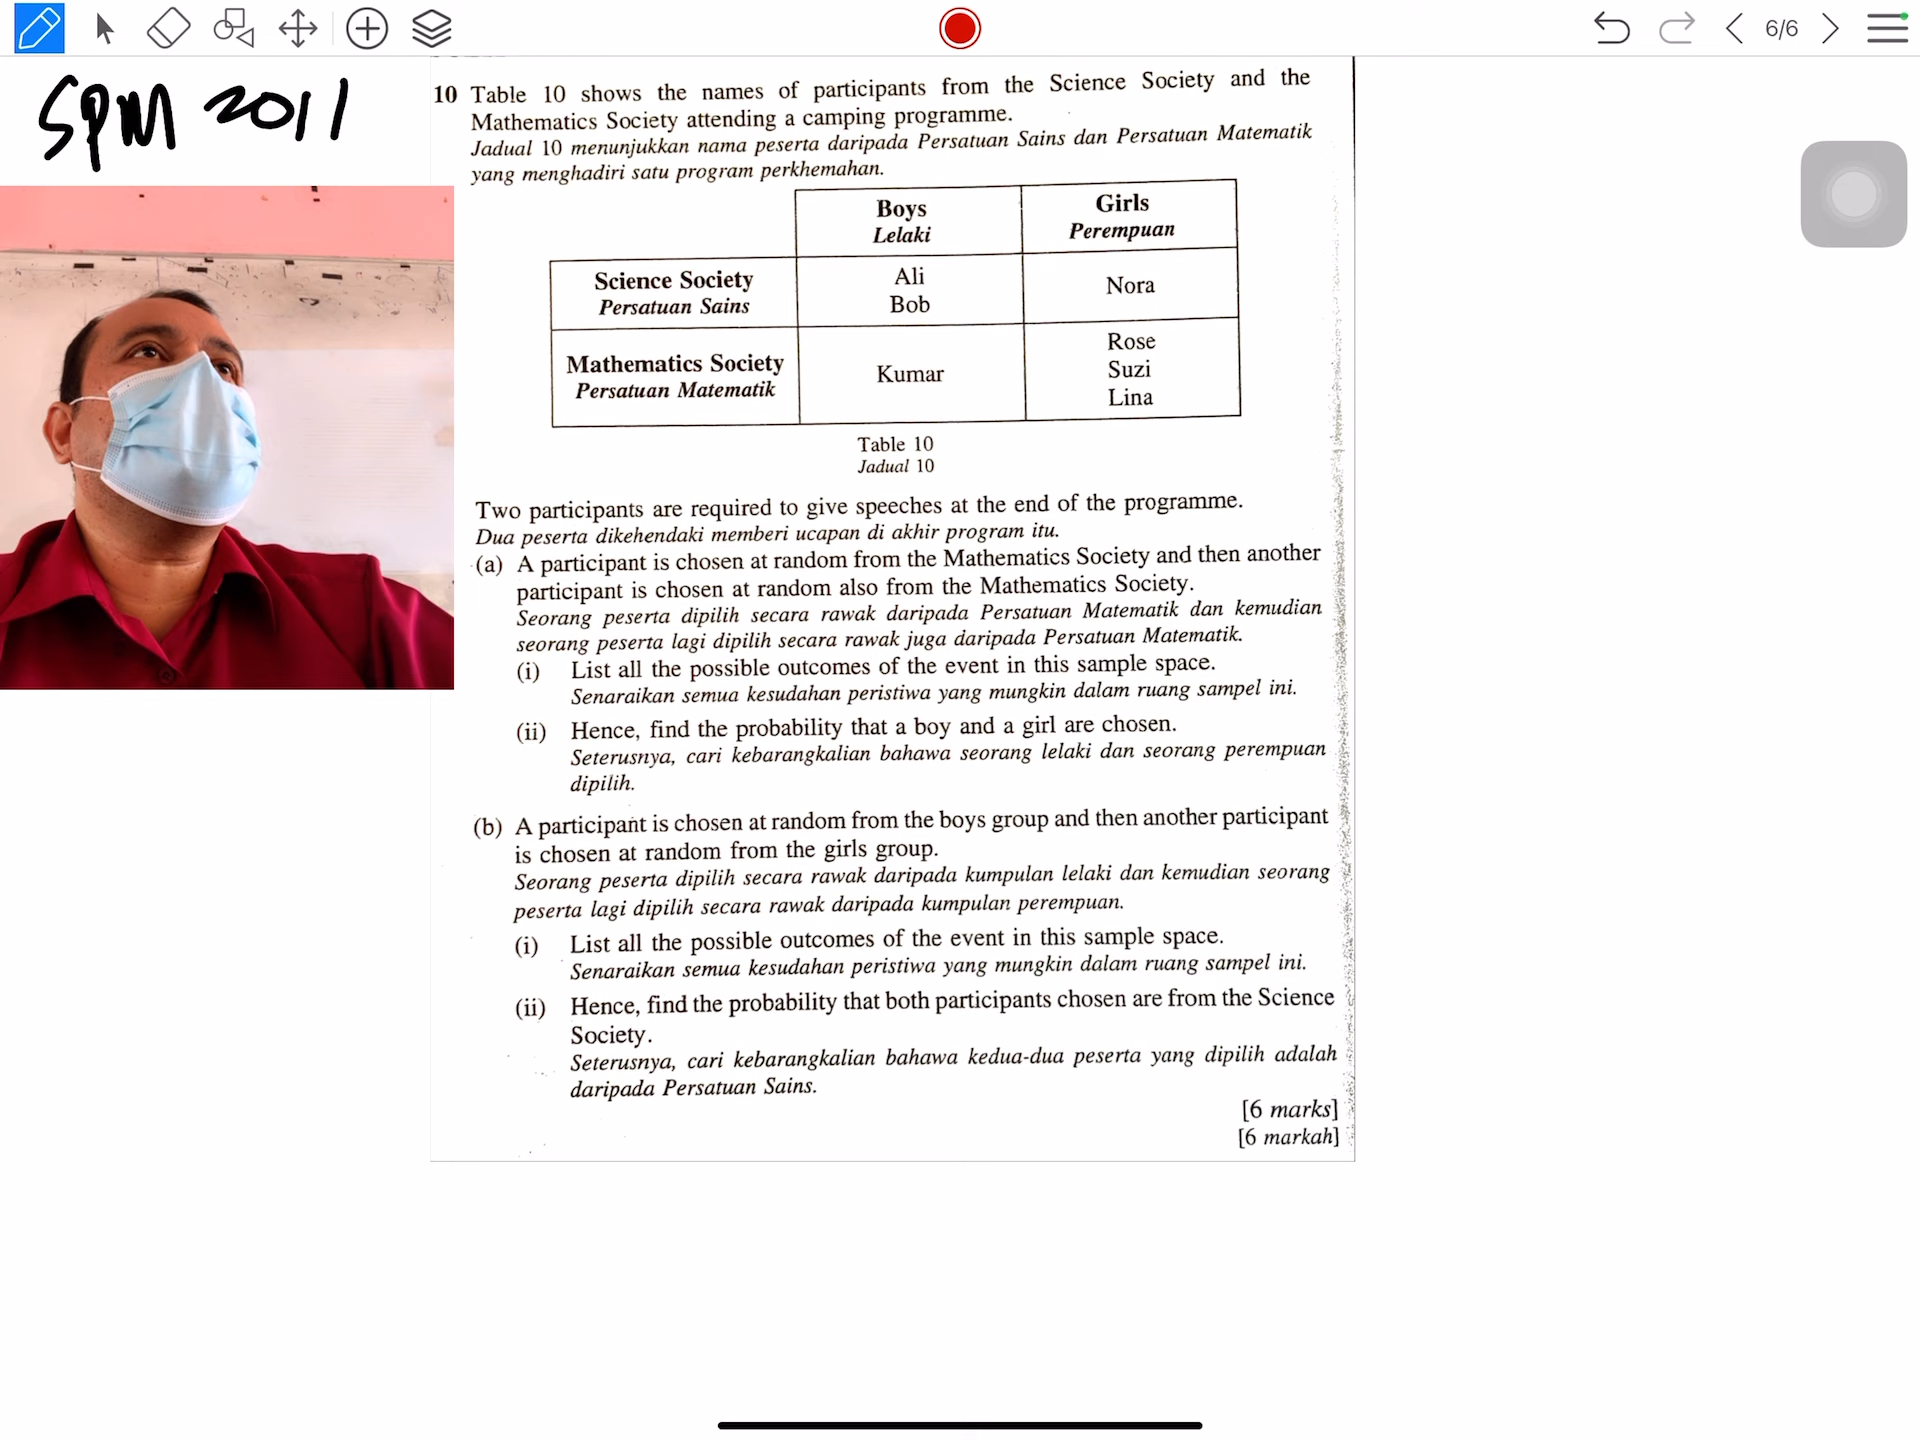 6/6
SPM 2011
10 Table 10 shows the names of participants from the Science Society and the
Mathematics Society attending a camping programme.
Jadual 10 menunjukkan nama peserta daripada Persatuan Sains dan Persatuan Matematik
yang menghadiri satu program perkhemahan.
Boys Girls
Lelaki Perempuan
Science Society Ali Nora
Persatuan Sains Bob
Mathematics Society Kumar Rose
Persatuan Matematik Suzi
Lina
Table 10
Jadual 10
Two participants are required to give speeches at the end of the programme.
Dua peserta dikehendaki memberi ucapan di akhir program itu.
(a) A participant is chosen at random from the Mathematics Society and then another
participant is chosen at random also from the Mathematics Society.
Seorang peserta dipilih secara rawak daripada Persatuan Matematik dan kemudian
seorang peserta lagi dipilih secara rawak juga daripada Persatuan Matematik.
(i) List all the possible outcomes of the event in this sample space.
Senaraikan semua kesudahan peristiwa yang mungkin dalam ruang sampel ini.
(ii) Hence, find the probability that a boy and a girl are chosen.
Seterusnya, cari kebarangkalian bahawa seorang lelaki dan seorang perempuan
dipilih.
(b) A participant is chosen at random from the boys group and then another participant
is chosen at random from the girls group.
Seorang peserta dipilih secara rawak daripada kumpulan lelaki dan kemudian seorang
peserta lagi dipilih secara rawak daripada kumpulan perempuan.
(i) List all the possible outcomes of the event in this sample space.
Senaraikan semua kesudahan peristiwa yang mungkin dalam ruang sampel ini.
(ii) Hence, find the probability that both participants chosen are from the Science
Society.
Seterusnya, cari kebarangkalian bahawa kedua-dua peserta yang dipilih adalah
daripada Persatuan Sains.
[6 marks]
[6 markah]